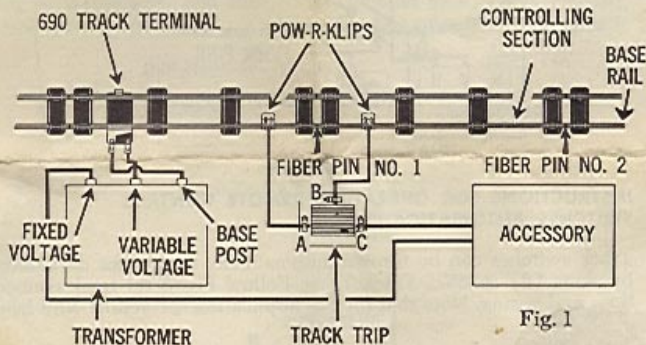 690 TRACK TERMINAL
POW-R-KLIPS
CONTROLLING
SECTION
BASE
RAIL
FIBER PIN NO. 1
FIBER PIN NO. 2
B
A
C
FIXED
VOLTAGE
VARIABLE
VOLTAGE
BASE
POST
ACCESSORY
TRANSFORMER
TRACK TRIP
Fig. 1